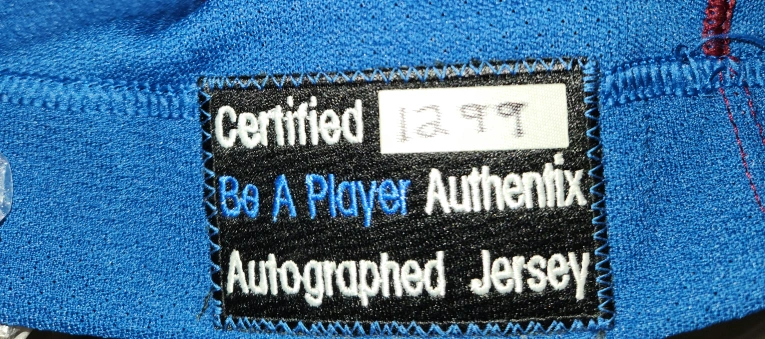 Certified 1299
Be A Player Authentix
Autographed Jersey